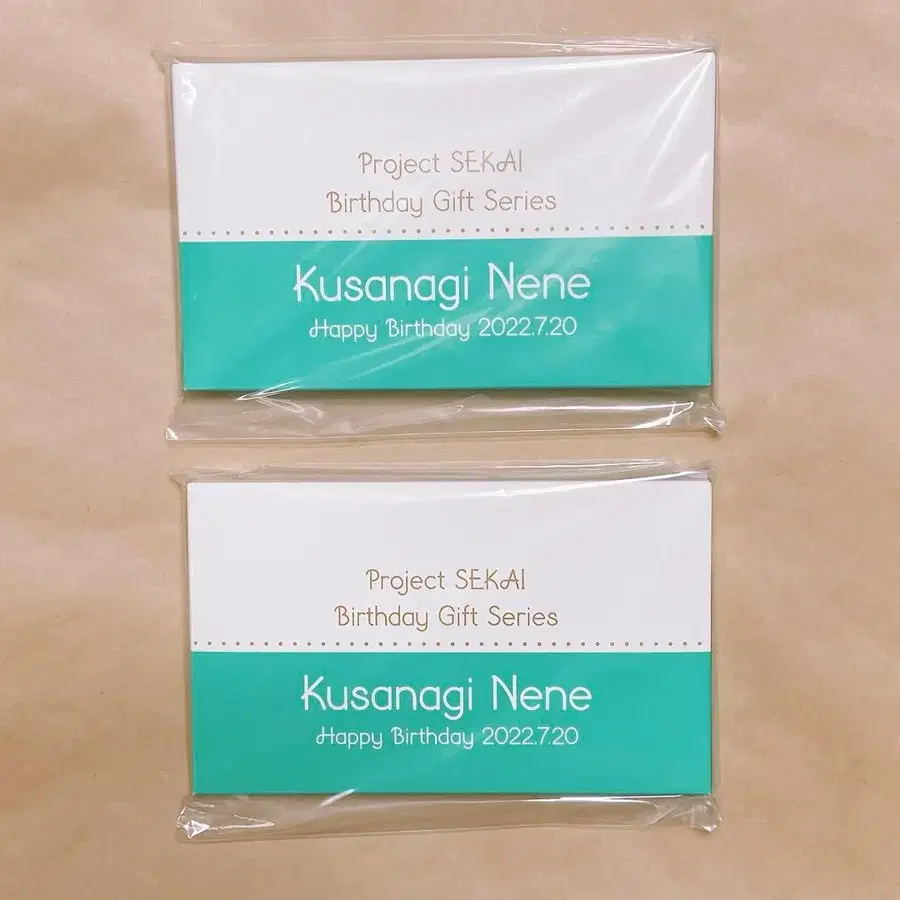 Project SEKAI
Birthday Gift Series
Kusanagi Nene
Happy Birthday 2022.7.20
Project SEKAI
Birthday Gift Series
Kusanagi Nene
Happy Birthday 2022.7.20